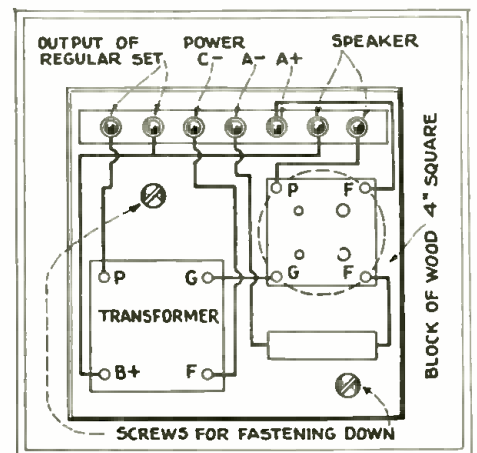 OUTPUT OF
REGULAR SET
POWER
C- A- A+
SPEAKER
P F
G F
P G
TRANSFORMER
B+ F
BLOCK OF WOOD 4" SQUARE
SCREWS FOR FASTENING DOWN